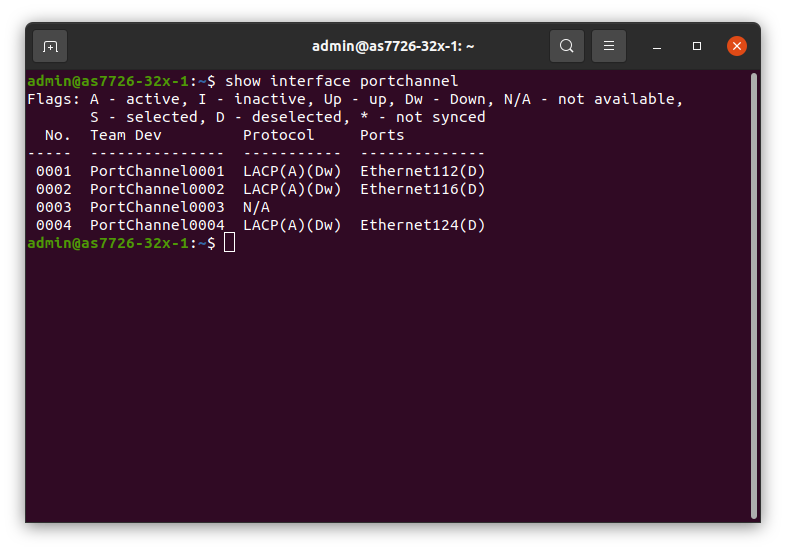 admin@as7726-32x-1: ~
admin@as7726-32x-1:~$ show interface portchannel
Flags: A - active, I - inactive, Up - up, Dw - Down, N/A - not available,
       S - selected, D - deselected, * - not synced
  No.  Team Dev         Protocol     Ports
-----  ---------------  -----------  --------------
 0001  PortChannel0001  LACP(A)(Dw)  Ethernet112(D)
 0002  PortChannel0002  LACP(A)(Dw)  Ethernet116(D)
 0003  PortChannel0003  N/A
 0004  PortChannel0004  LACP(A)(Dw)  Ethernet124(D)
admin@as7726-32x-1:~$